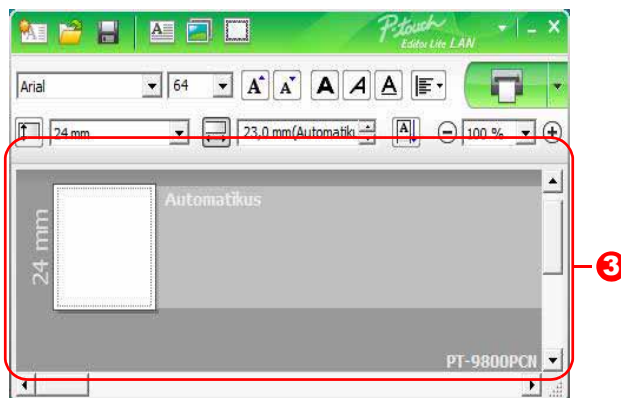 P-touch
Editor Lite LAN
Arial
64
A A A A A
24 mm
23,0 mm(Automatiku
A
100 %
24 mm
Automatikus
3
PT-9800PCN